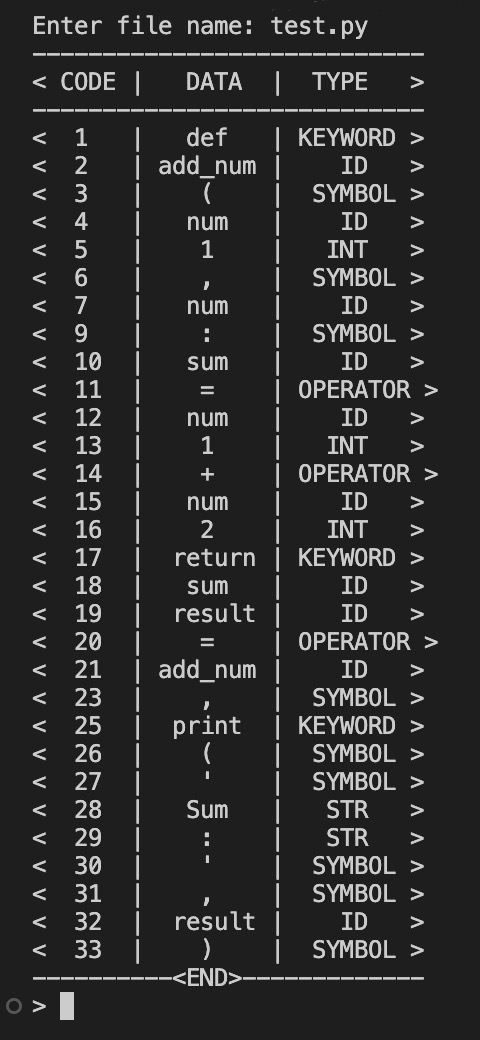 Enter file name: test.py
----------------------------
< CODE |   DATA  |  TYPE   >
----------------------------
<  1   |   def   | KEYWORD >
<  2   | add_num |    ID   >
<  3   |    (    |  SYMBOL >
<  4   |   num   |    ID   >
<  5   |    1    |   INT   >
<  6   |    ,    |  SYMBOL >
<  7   |   num   |    ID   >
<  9   |    :    |  SYMBOL >
<  10  |   sum   |    ID   >
<  11  |    =    | OPERATOR >
<  12  |   num   |    ID   >
<  13  |    1    |   INT   >
<  14  |    +    | OPERATOR >
<  15  |   num   |    ID   >
<  16  |    2    |   INT   >
<  17  |  return | KEYWORD >
<  18  |   sum   |    ID   >
<  19  |  result |    ID   >
<  20  |    =    | OPERATOR >
<  21  | add_num |    ID   >
<  23  |    ,    |  SYMBOL >
<  25  |  print  | KEYWORD >
<  26  |    (    |  SYMBOL >
<  27  |    '    |  SYMBOL >
<  28  |   Sum   |   STR   >
<  29  |    :    |   STR   >
<  30  |    '    |  SYMBOL >
<  31  |    ,    |  SYMBOL >
<  32  |  result |    ID   >
<  33  |    )    |  SYMBOL >
----------<END>-------------
>